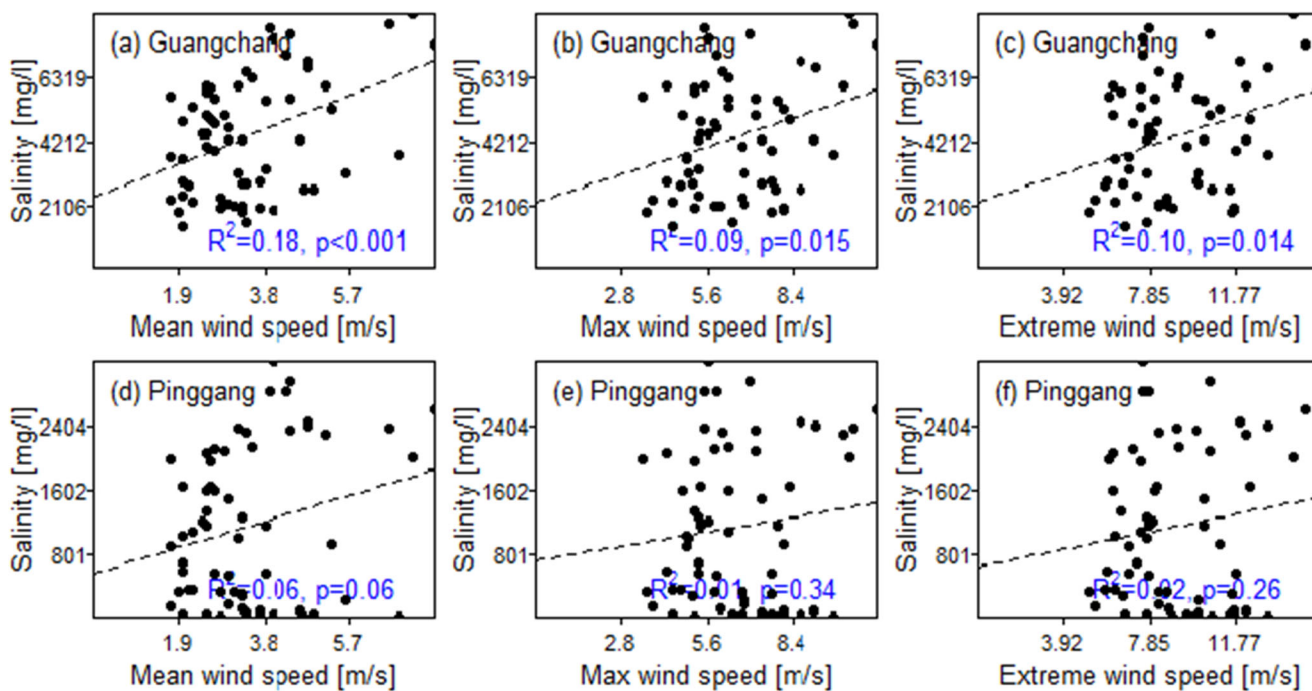 (a) Guangchang
Salinity [mg/l]
6319
4212
2106
R²=0.18, p<0.001
1.9 3.8 5.7
Mean wind speed [m/s]
(b) Guangchang
Salinity [mg/l]
6319
4212
2106
R²=0.09, p=0.015
2.8 5.6 8.4
Max wind speed [m/s]
(c) Guangchang
Salinity [mg/l]
6319
4212
2106
R²=0.10, p=0.014
3.92 7.85 11.77
Extreme wind speed [m/s]
(d) Pinggang
Salinity [mg/l]
2404
1602
801
R²=0.06, p=0.06
1.9 3.8 5.7
Mean wind speed [m/s]
(e) Pinggang
Salinity [mg/l]
2404
1602
801
R²=0.01, p=0.34
2.8 5.6 8.4
Max wind speed [m/s]
(f) Pinggang
Salinity [mg/l]
2404
1602
801
R²=0.02, p=0.26
3.92 7.85 11.77
Extreme wind speed [m/s]